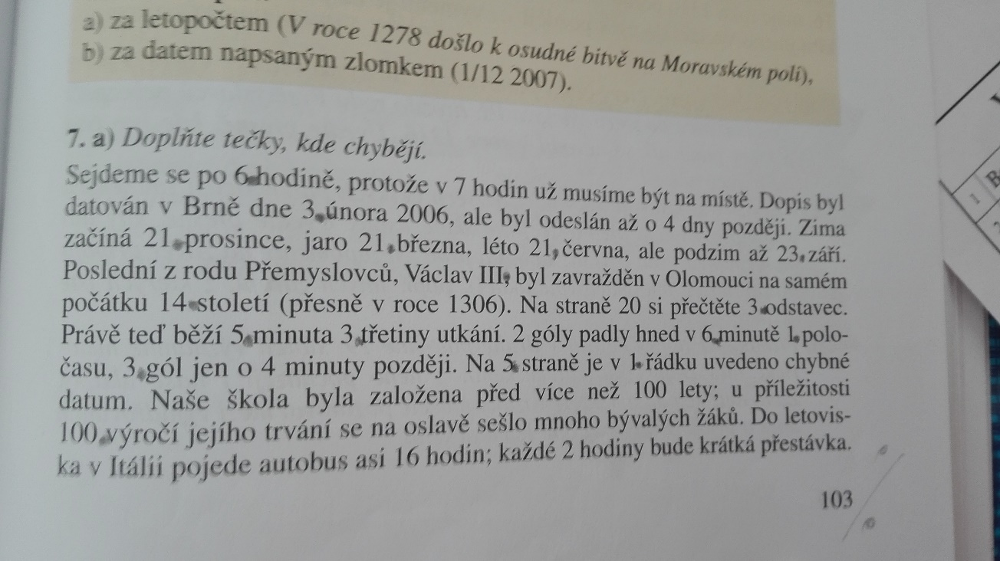 a) za letopočtem (V roce 1278 došlo k osudné bitvě na Moravském poli),
b) za datem napsaným zlomkem (1/12 2007).
7. a) Doplňte tečky, kde chybějí.
Sejdeme se po 6.hodině, protože v 7 hodin už musíme být na místě. Dopis byl
datován v Brně dne 3.února 2006, ale byl odeslán až o 4 dny později. Zima
začíná 21.prosince, jaro 21.března, léto 21.června, ale podzim až 23.září.
Poslední z rodu Přemyslovců, Václav III., byl zavražděn v Olomouci na samém
počátku 14.století (přesně v roce 1306). Na straně 20 si přečtěte 3.odstavec.
Právě teď běží 5.minuta 3.třetiny utkání. 2 góly padly hned v 6.minutě 1.polo-
času, 3.gól jen o 4 minuty později. Na 5.straně je v 1.řádku uvedeno chybné
datum. Naše škola byla založena před více než 100 lety; u příležitosti
100.výročí jejího trvání se na oslavě sešlo mnoho bývalých žáků. Do letovis-
ka v Itálii pojede autobus asi 16 hodin; každé 2 hodiny bude krátká přestávka.
103